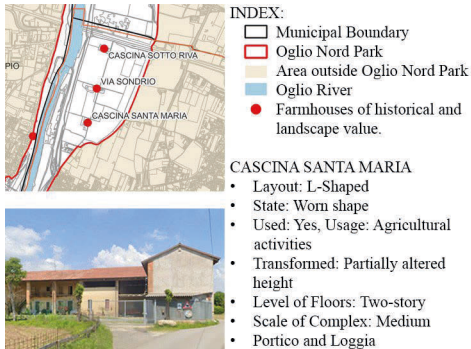 PIO
CASCINA SOTTO RIVA
VIA SONDRIO
CASCINA SANTA MARIA
INDEX:
Municipal Boundary
Oglio Nord Park
Area outside Oglio Nord Park
Oglio River
Farmhouses of historical and
landscape value.
CASCINA SANTA MARIA
• Layout: L-Shaped
• State: Worn shape
• Used: Yes, Usage: Agricultural
activities
• Transformed: Partially altered
height
• Level of Floors: Two-story
• Scale of Complex: Medium
• Portico and Loggia